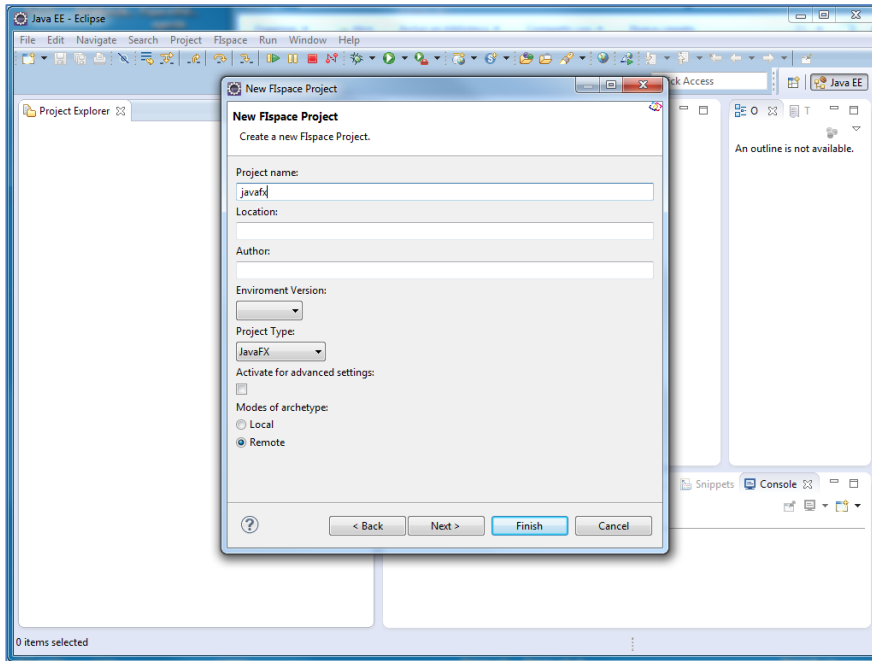 Java EE - Eclipse
File Edit Navigate Search Project FIspace Run Window Help
ck Access
Java EE
Project Explorer
New FIspace Project
New FIspace Project
Create a new FIspace Project.
Project name:
javafx
Location:
Author:
Enviroment Version:
Project Type:
JavaFX
Activate for advanced settings:
Modes of archetype:
Local
Remote
< Back Next > Finish Cancel
O T
An outline is not available.
Snippets Console
0 items selected